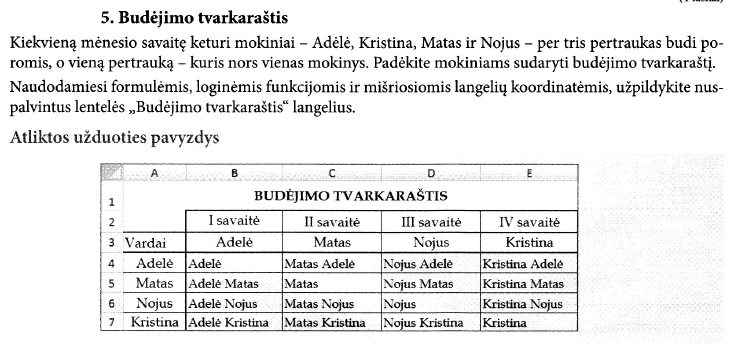 5. Budėjimo tvarkaraštis
Kiekvieną mėnesio savaitę keturi mokiniai – Adėlė, Kristina, Matas ir Nojus – per tris pertraukas budi po-
romis, o vieną pertrauką – kuris nors vienas mokinys. Padėkite mokiniams sudaryti budėjimo tvarkaraštį.
Naudodamiesi formulėmis, loginėmis funkcijomis ir mišriosiomis langelių koordinatėmis, užpildykite nus-
palvintus lentelės „Budėjimo tvarkaraštis“ langelius.
Atliktos užduoties pavyzdys
A B C D E
1 BUDĖJIMO TVARKARAŠTIS
2 I savaitė II savaitė III savaitė IV savaitė
3 Vardai Adėlė Matas Nojus Kristina
4 Adėlė Adėlė Matas Adėlė Nojus Adėlė Kristina Adėlė
5 Matas Adėlė Matas Matas Nojus Matas Kristina Matas
6 Nojus Adėlė Nojus Matas Nojus Nojus Kristina Nojus
7 Kristina Adėlė Kristina Matas Kristina Nojus Kristina Kristina